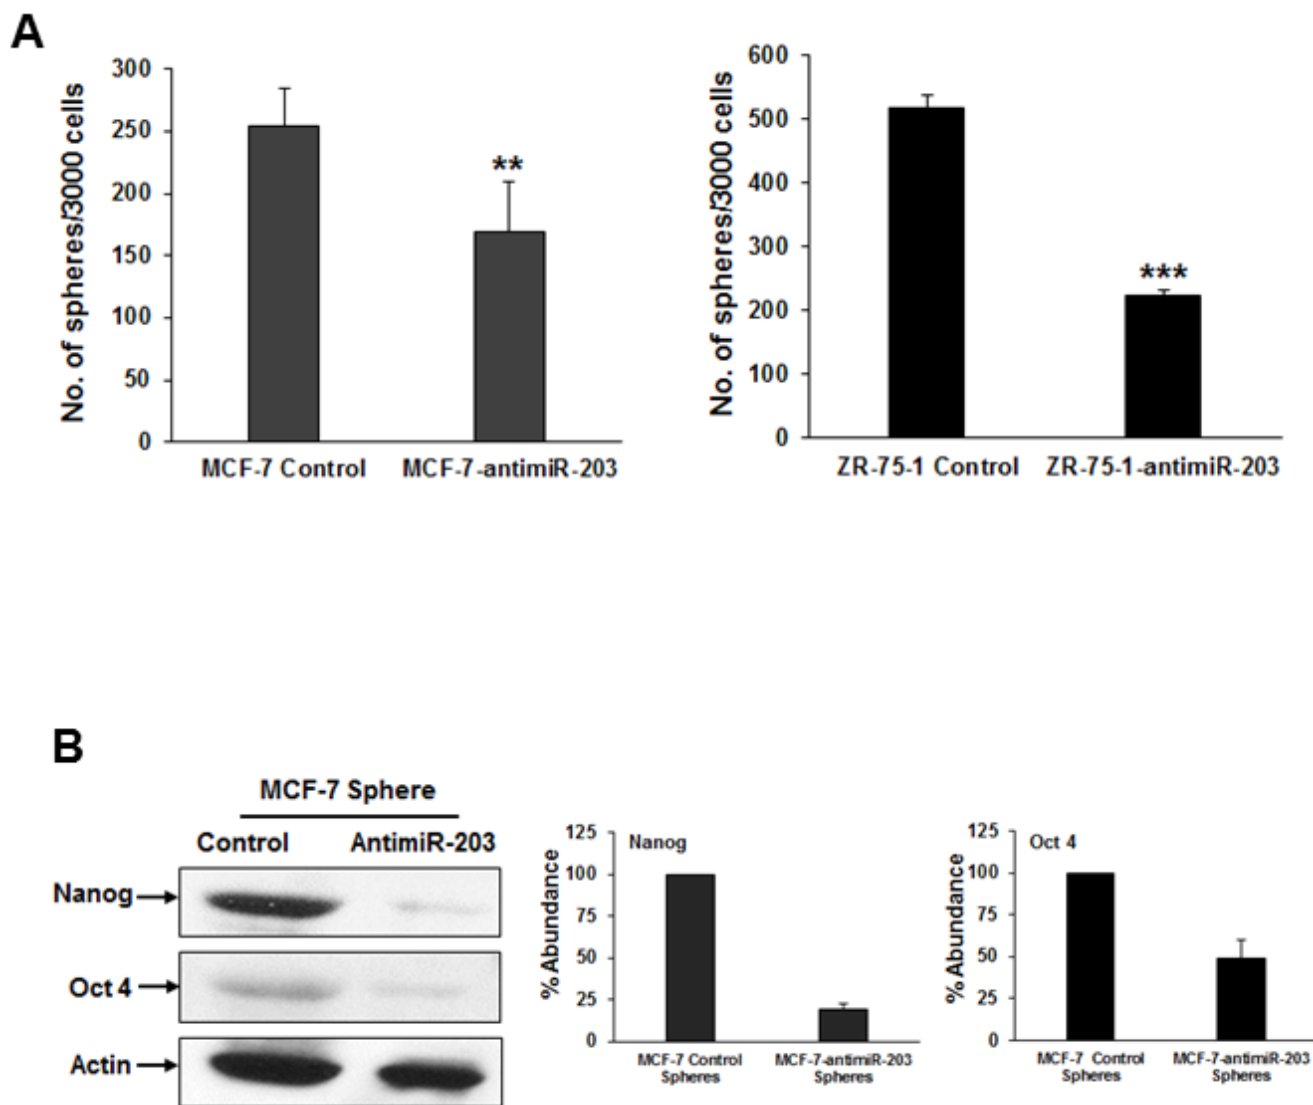 A
No. of spheres/3000 cells
300
250
200
150
100
50
0
**
MCF-7 Control
MCF-7-antimiR-203
No. of spheres/3000 cells
600
500
400
300
200
100
0
***
ZR-75-1 Control
ZR-75-1-antimiR-203
B
MCF-7 Sphere
Control
AntimiR-203
Nanog
Oct 4
Actin
% Abundance
125
100
75
50
25
0
Nanog
MCF-7 Control
Spheres
MCF-7-antimiR-203
Spheres
% Abundance
125
100
75
50
25
0
Oct 4
MCF-7 Control
Spheres
MCF-7-antimiR-203
Spheres